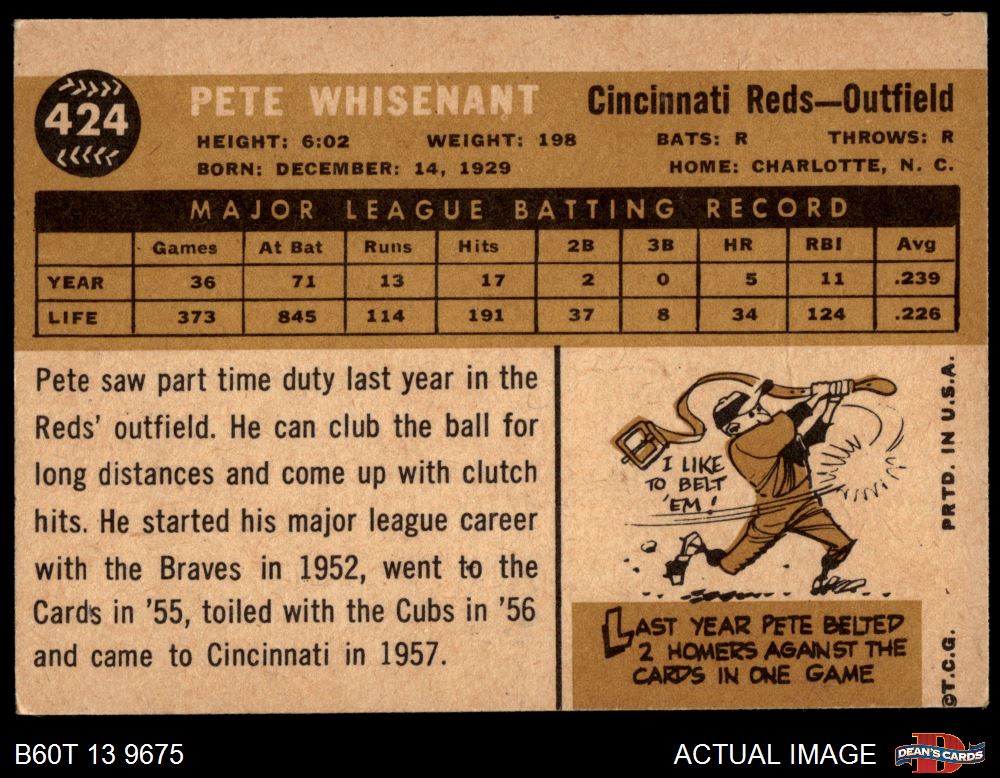 424
PETE WHISENANT
Cincinnati Reds—Outfield
HEIGHT: 6:02 WEIGHT: 198 BATS: R THROWS: R
BORN: DECEMBER: 14, 1929 HOME: CHARLOTTE, N. C.
MAJOR LEAGUE BATTING RECORD
Games At Bat Runs Hits 2B 3B HR RBI Avg
YEAR 36 71 13 17 2 0 5 11 .239
LIFE 373 845 114 191 37 8 34 124 .226
Pete saw part time duty last year in the
Reds' outfield. He can club the ball for
long distances and come up with clutch
hits. He started his major league career
with the Braves in 1952, went to the
Cards in '55, toiled with the Cubs in '56
and came to Cincinnati in 1957.
I LIKE
TO BELT
'EM!
LAST YEAR PETE BELTED
2 HOMERS AGAINST THE
CARDS IN ONE GAME
©T.C.G. PRTD. IN U.S.A.
B60T 13 9675
ACTUAL IMAGE
DEAN'S CARDS